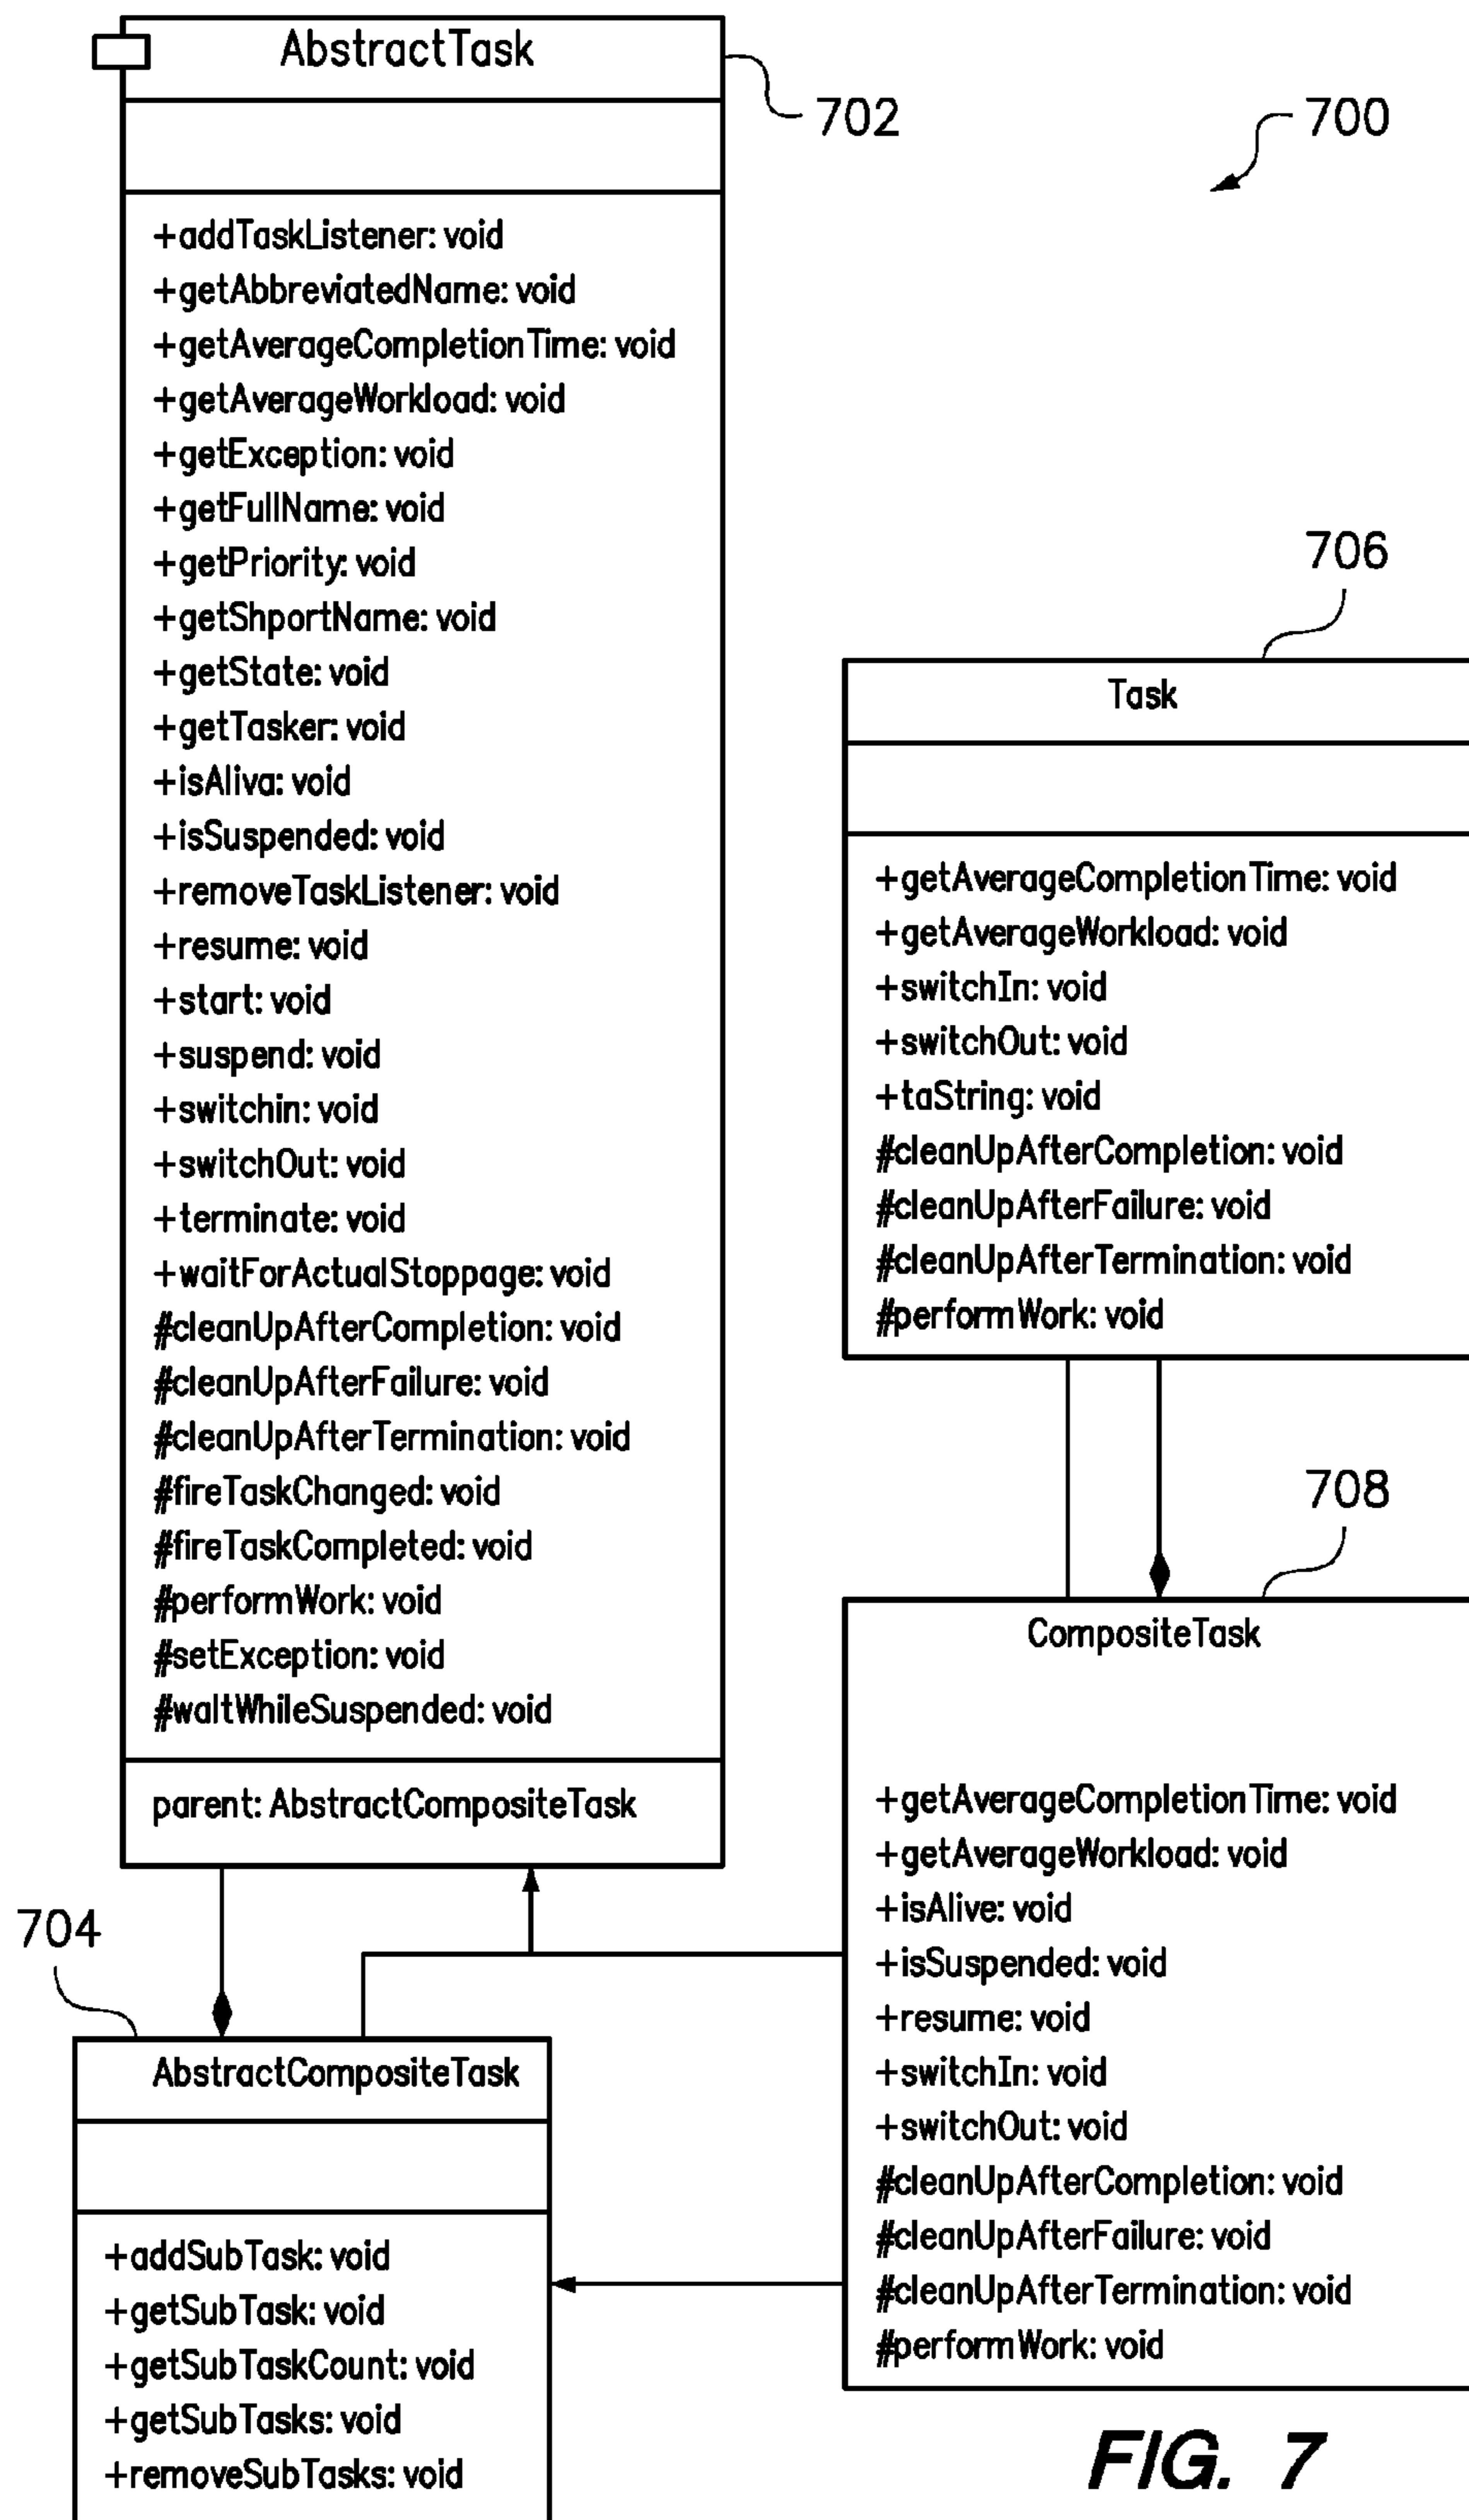 AbstractTask
702
700
+addTaskListener: void
+getAbbreviatedName: void
+getAverageCompletionTime: void
+getAverageWorkload: void
+getException: void
+getFullName: void
+getPriority: void
+getShportName: void
+getState: void
+getTasker: void
+isAliva: void
+isSuspended: void
+removeTaskListener: void
+resume: void
+start: void
+suspend: void
+switchin: void
+switchOut: void
+terminate: void
+waitForActualStoppage: void
#cleanUpAfterCompletion: void
#cleanUpAfterFailure: void
#cleanUpAfterTermination: void
#fireTaskChanged: void
#fireTaskCompleted: void
#performWork: void
#setException: void
#waltWhileSuspended: void
parent: AbstractCompositeTask
706
Task
+getAverageCompletionTime: void
+getAverageWorkload: void
+switchIn: void
+switchOut: void
+taString: void
#cleanUpAfterCompletion: void
#cleanUpAfterFailure: void
#cleanUpAfterTermination: void
#performWork: void
708
CompositeTask
+getAverageCompletionTime: void
+getAverageWorkload: void
+isAlive: void
+isSuspended: void
+resume: void
+switchIn: void
+switchOut: void
#cleanUpAfterCompletion: void
#cleanUpAfterFailure: void
#cleanUpAfterTermination: void
#performWork: void
704
AbstractCompositeTask
+addSubTask: void
+getSubTask: void
+getSubTaskCount: void
+getSubTasks: void
+removeSubTasks: void
FIG. 7